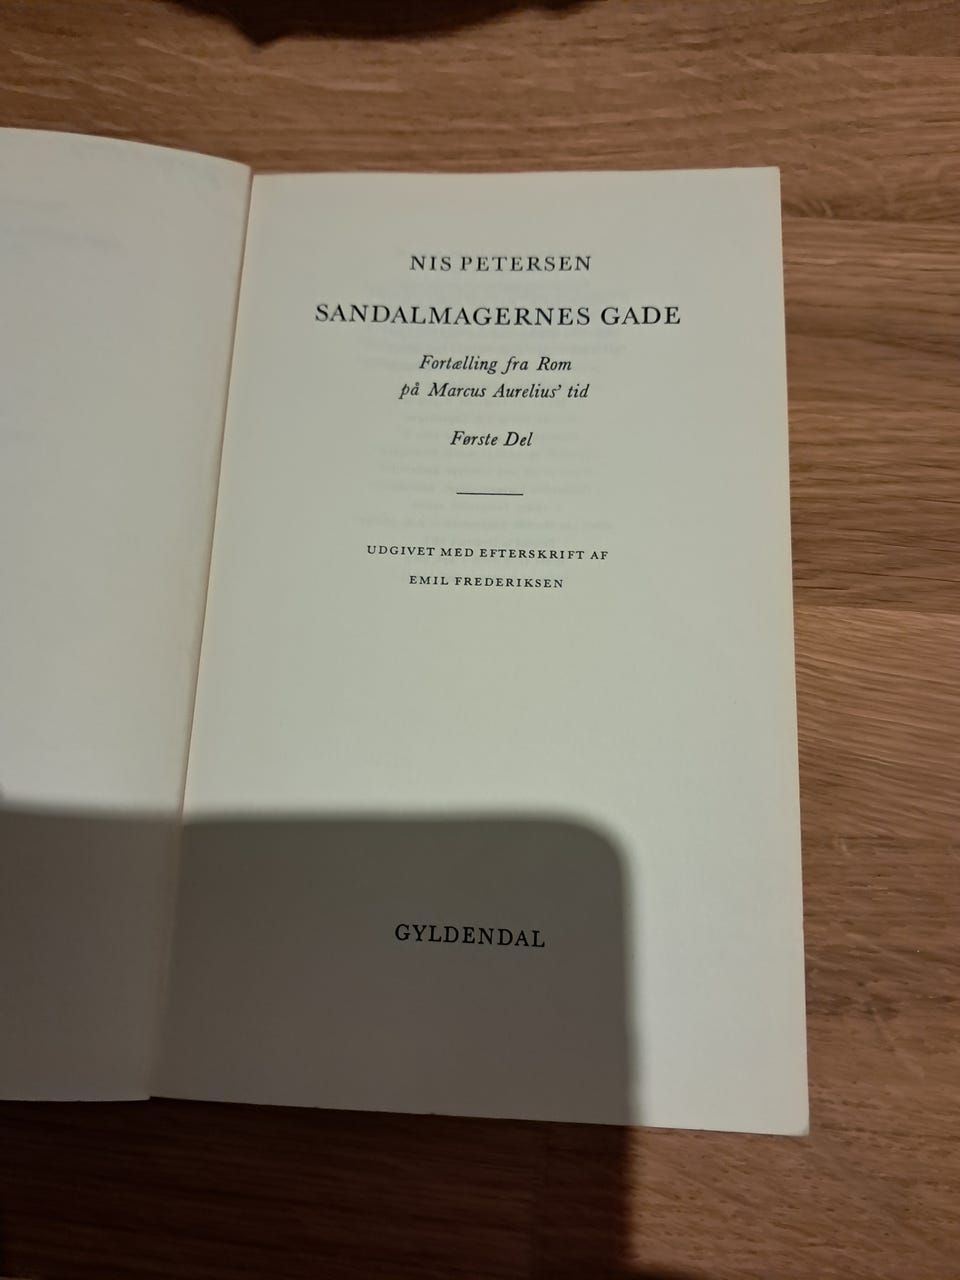 NIS PETERSEN
SANDALMAGERNES GADE
Fortælling fra Rom
på Marcus Aurelius' tid
Første Del
UDGIVET MED EFTERSKRIFT AF
EMIL FREDERIKSEN
GYLDENDAL